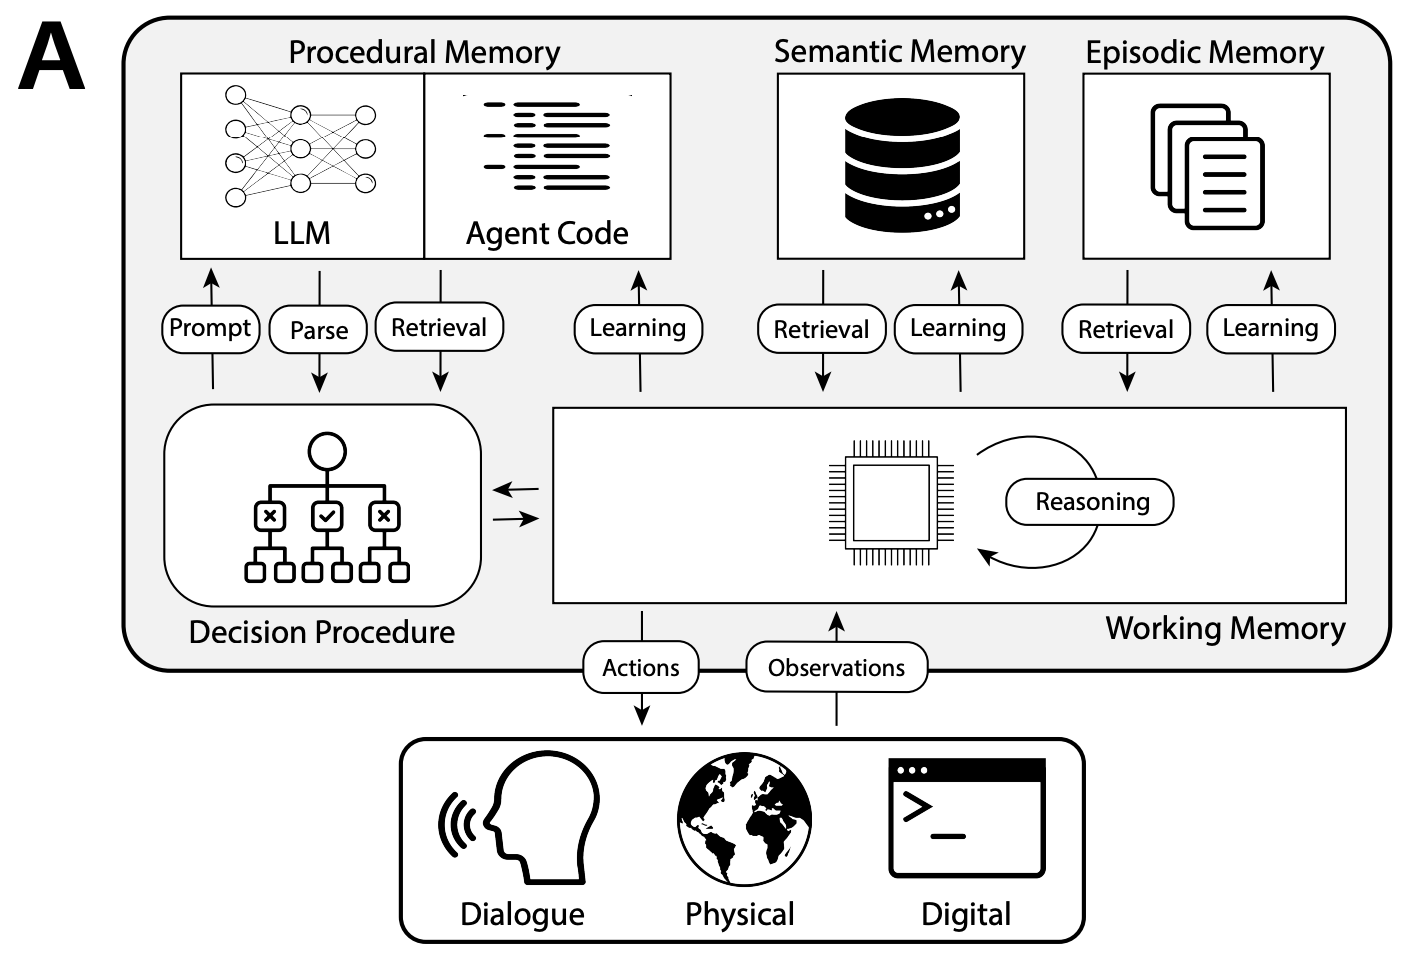 A
Procedural Memory
Semantic Memory
Episodic Memory
LLM
Agent Code
Prompt
Parse
Retrieval
Learning
Retrieval
Learning
Retrieval
Learning
Reasoning
Decision Procedure
Working Memory
Actions
Observations
>_
Dialogue
Physical
Digital